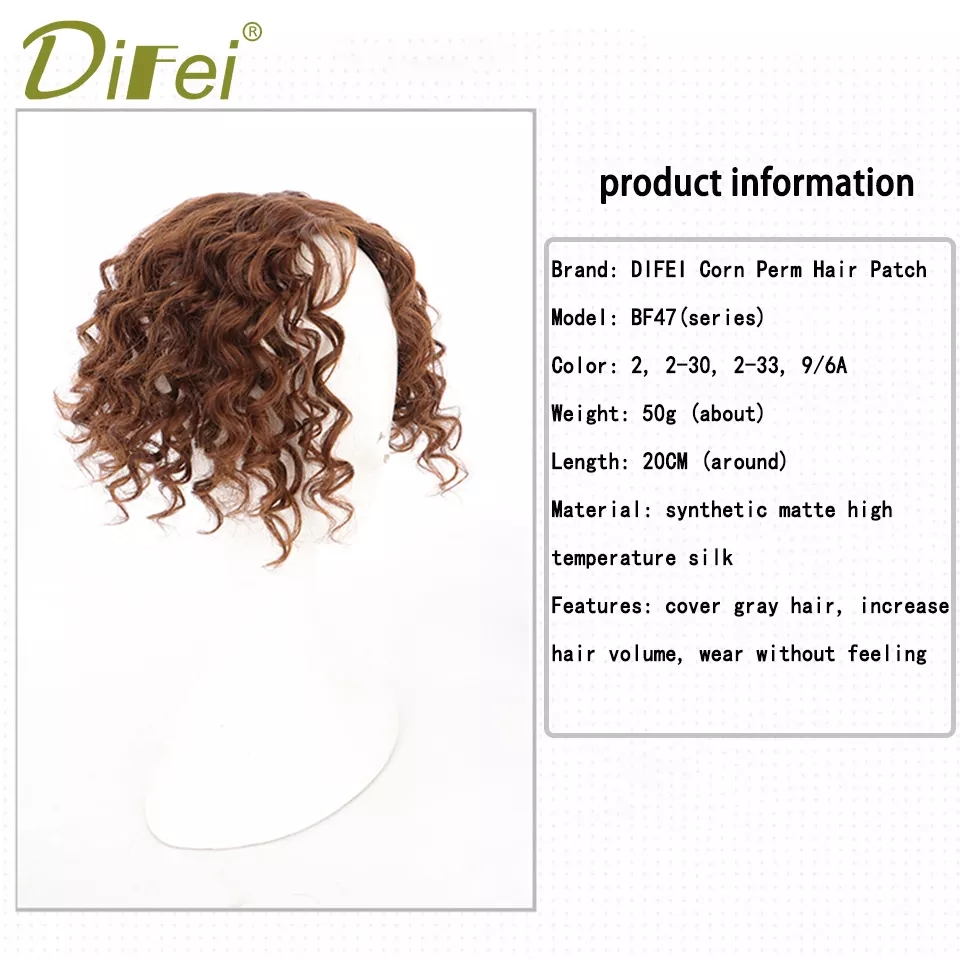 DiFei®
product information
Brand: DIFEI Corn Perm Hair Patch
Model: BF47(series)
Color: 2, 2-30, 2-33, 9/6A
Weight: 50g (about)
Length: 20CM (around)
Material: synthetic matte high
temperature silk
Features: cover gray hair, increase
hair volume, wear without feeling